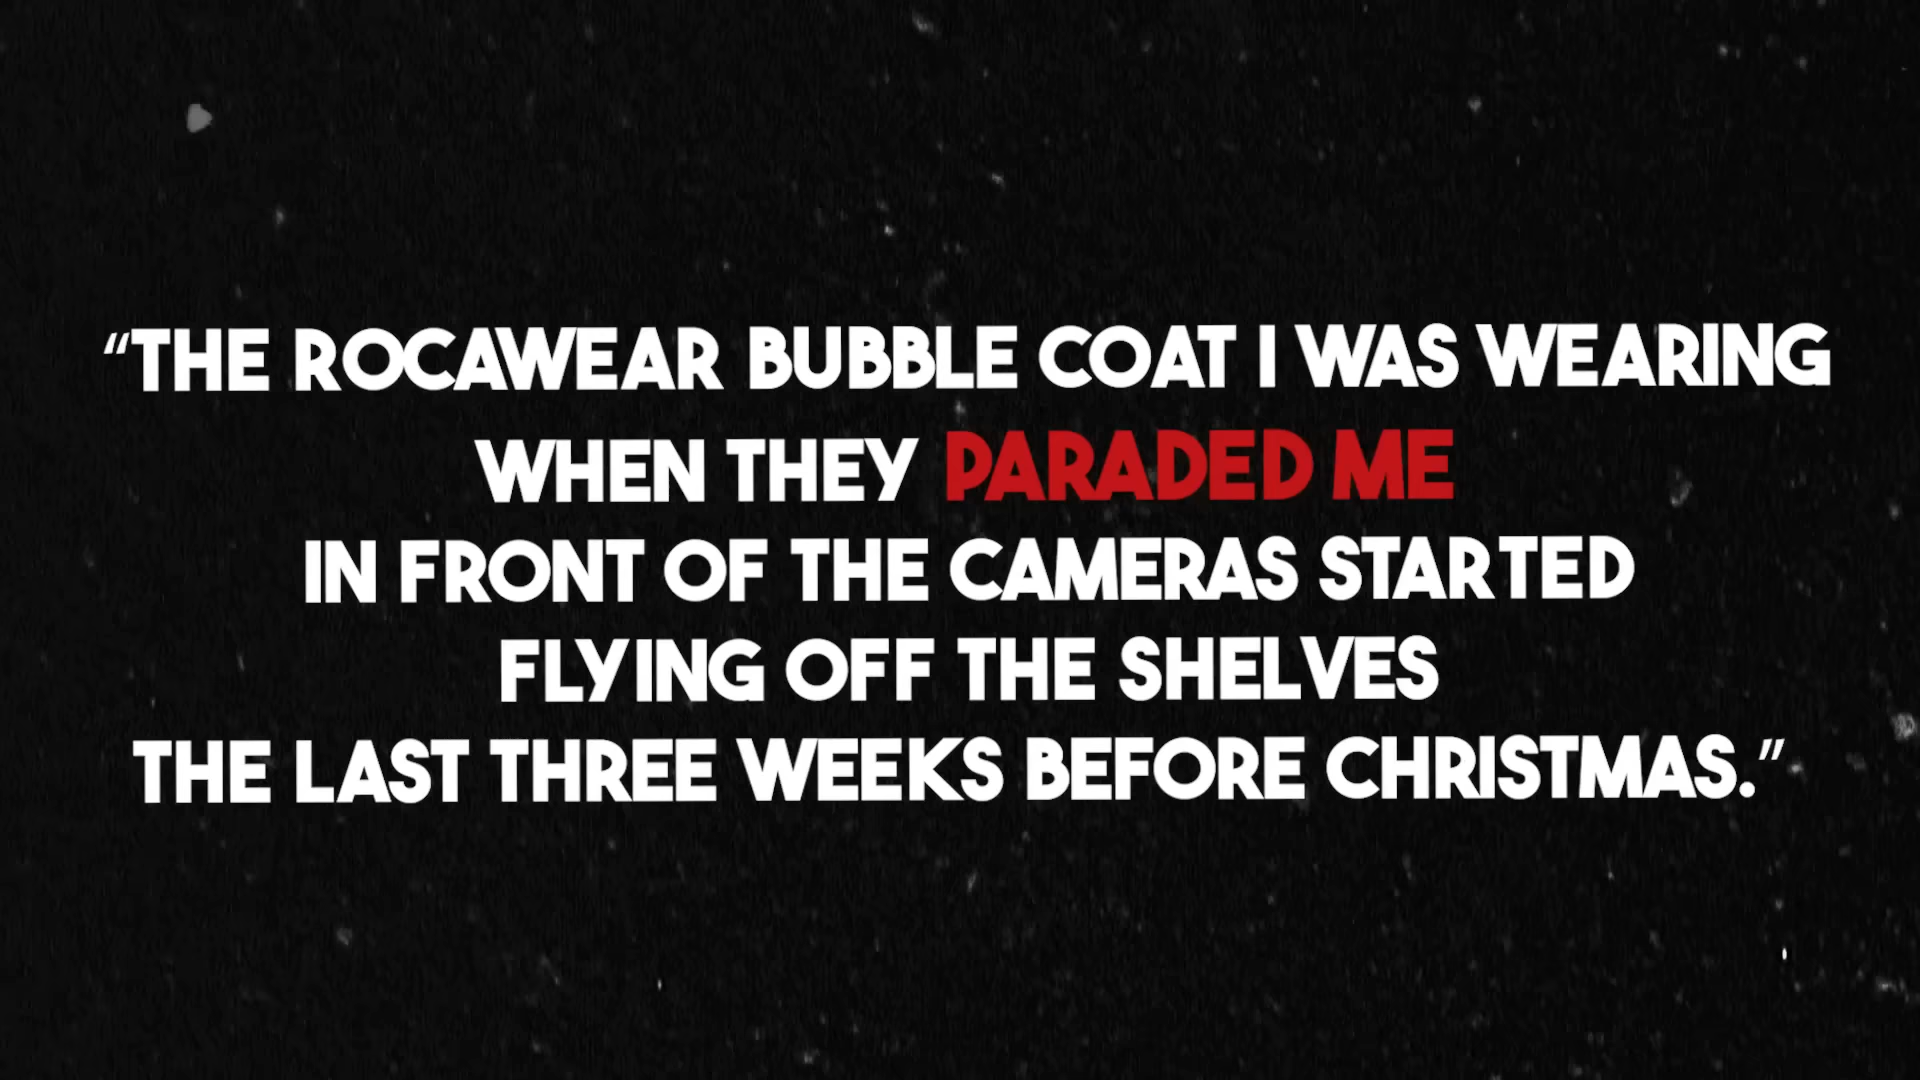 “THE ROCAWEAR BUBBLE COAT I WAS WEARING
WHEN THEY PARADED ME
IN FRONT OF THE CAMERAS STARTED
FLYING OFF THE SHELVES
THE LAST THREE WEEKS BEFORE CHRISTMAS.”